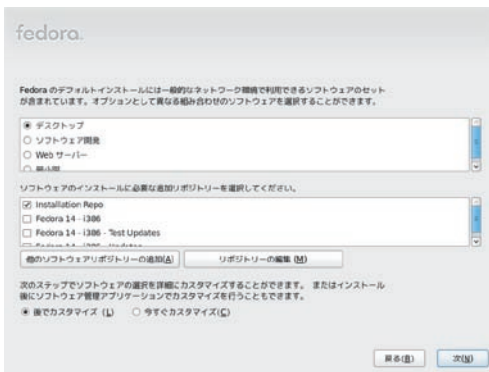 fedora.
Fedora のデフォルトインストールには一般的なネットワーク環境で利用できるソフトウェアのセット
が含まれています。オプションとして異なる組み合わせのソフトウェアを選択することができます。
デスクトップ
ソフトウェア開発
Web サーバー
ソフトウェアのインストールに必要な追加リポジトリーを選択してください。
Installation Repo
Fedora 14 - i386
Fedora 14 - i386 - Test Updates
Fedora 14 - i386 - Updates
他のソフトウェアリポジトリーの追加(A) リポジトリーの編集 (M)
次のステップでソフトウェアの選択を詳細にカスタマイズすることができます。 またはインストール
後にソフトウェア管理アプリケーションでカスタマイズを行うこともできます。
後でカスタマイズ (L) 今すぐカスタマイズ(C)
戻る(B) 次(N)